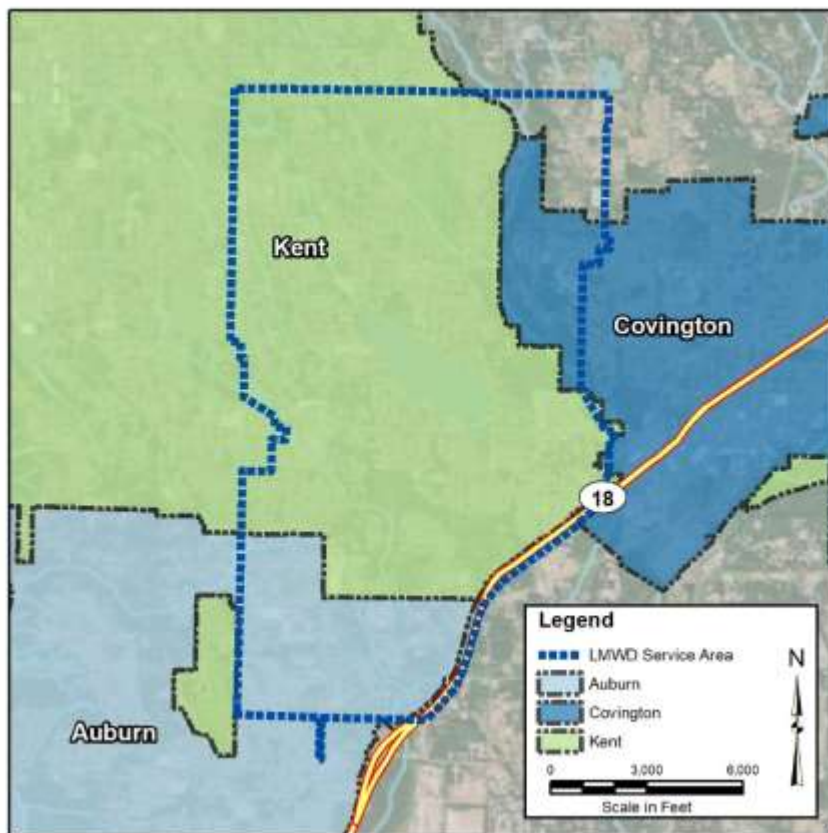 Kent
Covington
18
Auburn
Legend
LMWD Service Area
Auburn
Covington
Kent
N
0 3,000 6,000
Scale in Feet